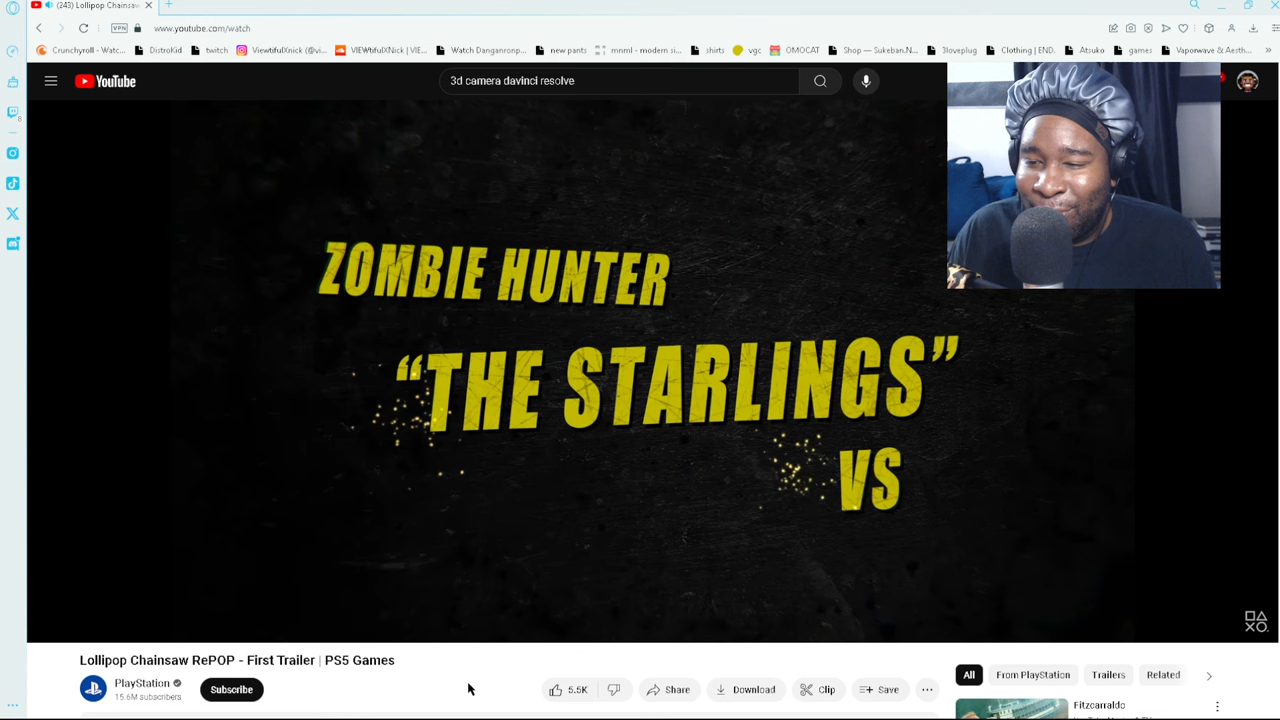 (243) Lollipop Chainsaw
VPN
www.youtube.com/watch
Crunchyroll - Watc...
DistroKid
twitch
ViewtifulXNick (@vi...
VIEWtifulXNick | VIE...
Watch Danganronp...
new pants
mnml - modern si...
shirts
vgc
OMOCAT
Shop — Sukeban.N...
3loveplug
Clothing | END.
Atsuko
games
Vaporwave & Aesth...
YouTube
3d camera davinci resolve
8
ZOMBIE HUNTER
“THE STARLINGS”
VS
Lollipop Chainsaw RePOP - First Trailer | PS5 Games
PlayStation
15.6M subscribers
Subscribe
5.5K
Share
Download
Clip
Save
All
From PlayStation
Trailers
Related
Fitzcarraldo